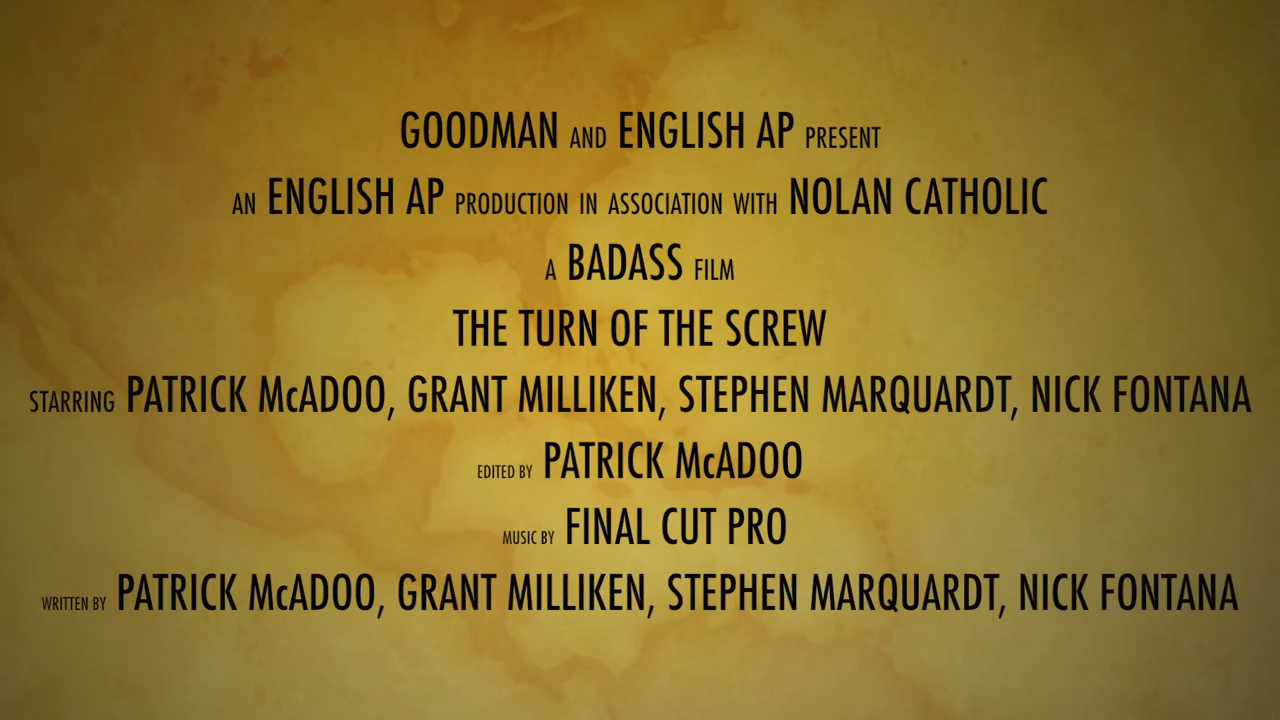 GOODMAN AND ENGLISH AP PRESENT
AN ENGLISH AP PRODUCTION IN ASSOCIATION WITH NOLAN CATHOLIC
A BADASS FILM
THE TURN OF THE SCREW
STARRING PATRICK McADOO, GRANT MILLIKEN, STEPHEN MARQUARDT, NICK FONTANA
EDITED BY PATRICK McADOO
MUSIC BY FINAL CUT PRO
WRITTEN BY PATRICK McADOO, GRANT MILLIKEN, STEPHEN MARQUARDT, NICK FONTANA